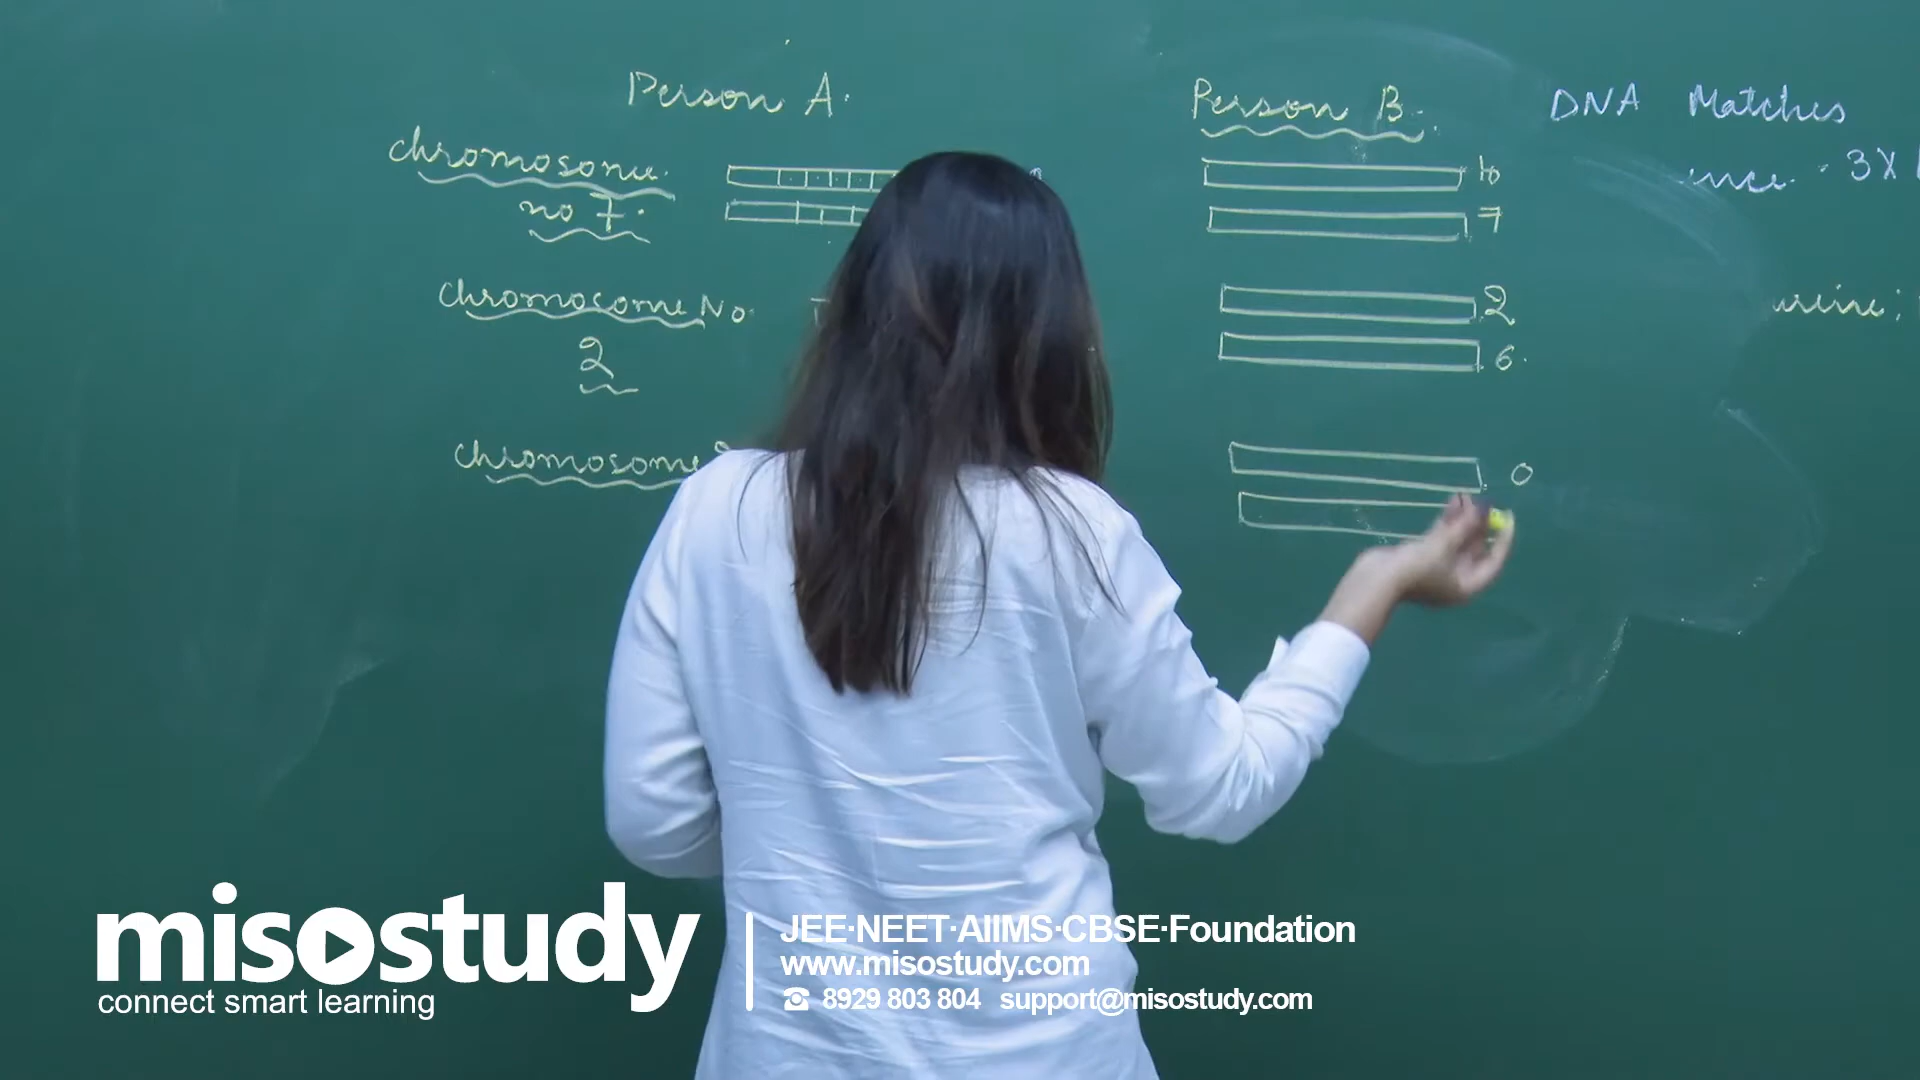 Person A.
Person B.
DNA Matches
chromosome.
no 7.
10
7
3X
chromosome No.
2
2
6.
chromosome
0
misostudy
connect smart learning
JEE·NEET·AIIMS·CBSE·Foundation
www.misostudy.com
8929 803 804 support@misostudy.com